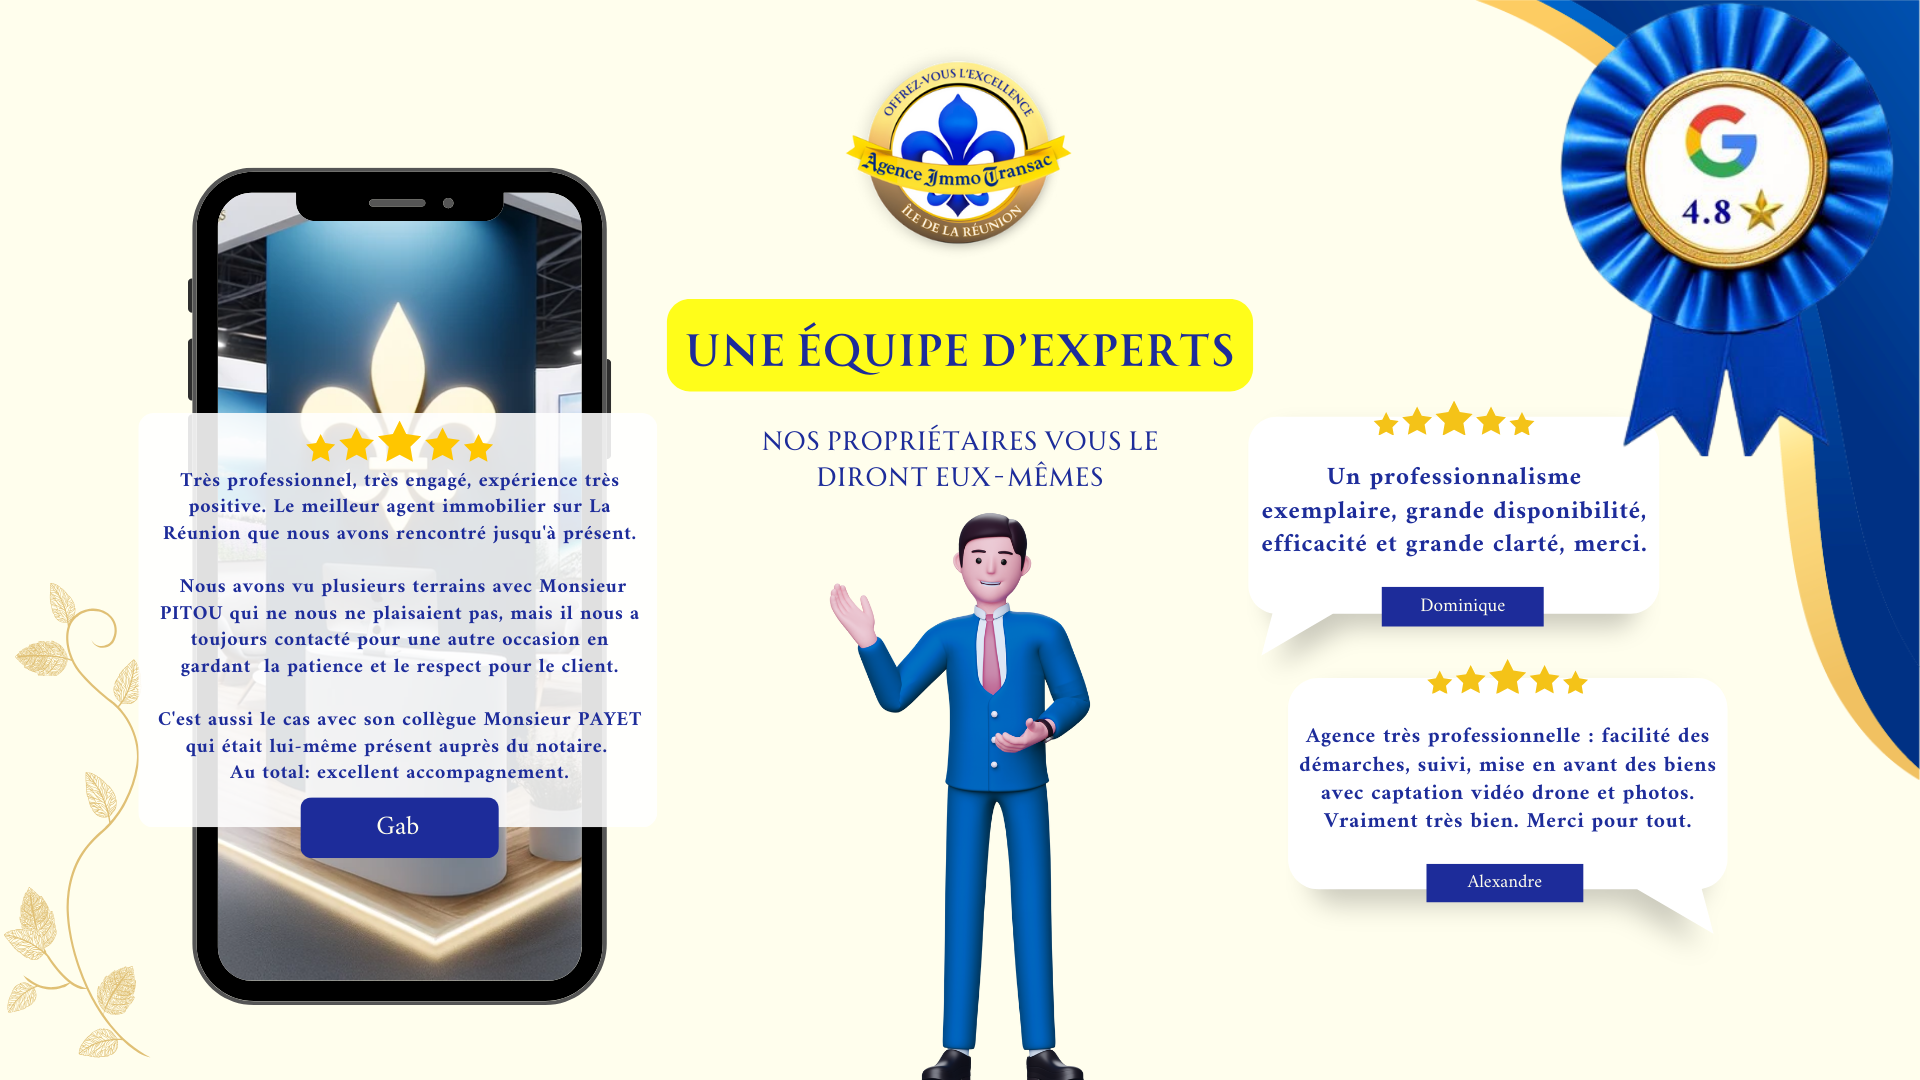 OFFREZ-VOUS L'EXCELLENCE
Agence Immo Transac
ÎLE DE LA RÉUNION
G
4.8
UNE ÉQUIPE D'EXPERTS
NOS PROPRIÉTAIRES VOUS LE
DIRONT EUX-MÊMES
Très professionnel, très engagé, expérience très
positive. Le meilleur agent immobilier sur La
Réunion que nous avons rencontré jusqu'à présent.
Nous avons vu plusieurs terrains avec Monsieur
PITOU qui ne nous ne plaisaient pas, mais il nous a
toujours contacté pour une autre occasion en
gardant  la patience et le respect pour le client.
C'est aussi le cas avec son collègue Monsieur PAYET
qui était lui-même présent auprès du notaire.
Au total: excellent accompagnement.
Gab
Un professionnalisme
exemplaire, grande disponibilité,
efficacité et grande clarté, merci.
Dominique
Agence très professionnelle : facilité des
démarches, suivi, mise en avant des biens
avec captation vidéo drone et photos.
Vraiment très bien. Merci pour tout.
Alexandre